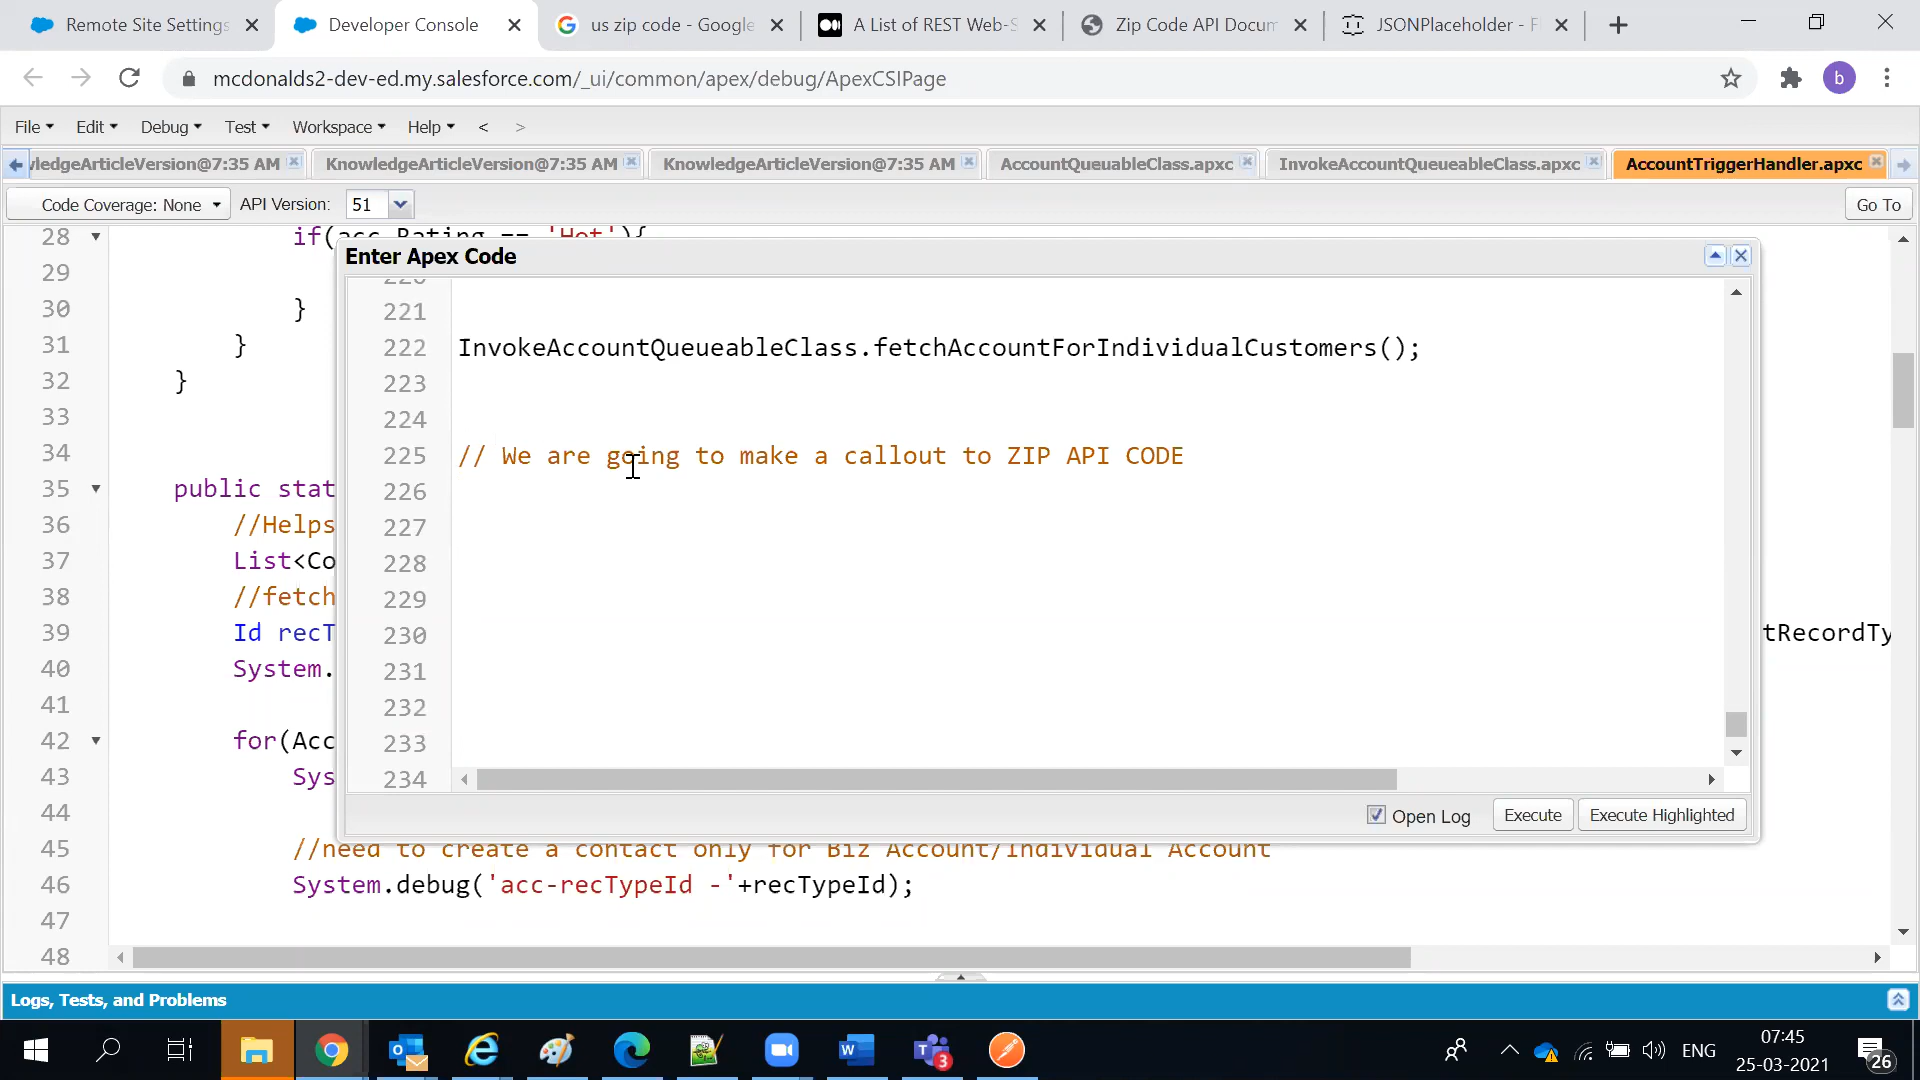 Remote Site Settings
Developer Console
us zip code - Google
A List of REST Web-S
Zip Code API Docum
JSONPlaceholder - F
mcdonalds2-dev-ed.my.salesforce.com/_ui/common/apex/debug/ApexCSIPage
b
File Edit Debug Test Workspace Help < >
wledgeArticleVersion@7:35 AM
KnowledgeArticleVersion@7:35 AM
KnowledgeArticleVersion@7:35 AM
AccountQueuableClass.apxc
InvokeAccountQueueableClass.apxc
AccountTriggerHandler.apxc
Code Coverage: None API Version: 51 Go To
28 if(acc.Rating == 'Hot'){
29
30 }
31 }
32 }
33
34
35 public stat
36 //Helps
37 List<Co
38 //fetch
39 Id recT tRecordTy
40 System.
41
42 for(Acc
43 Sys
44
45 //need to create a contact only for Biz Account/Individual Account
46 System.debug('acc-recTypeId -'+recTypeId);
47
48
Enter Apex Code
220
221
222 InvokeAccountQueueableClass.fetchAccountForIndividualCustomers();
223
224
225 // We are going to make a callout to ZIP API CODE
226
227
228
229
230
231
232
233
234
Open Log Execute Execute Highlighted
Logs, Tests, and Problems
3
ENG
07:45
25-03-2021
26